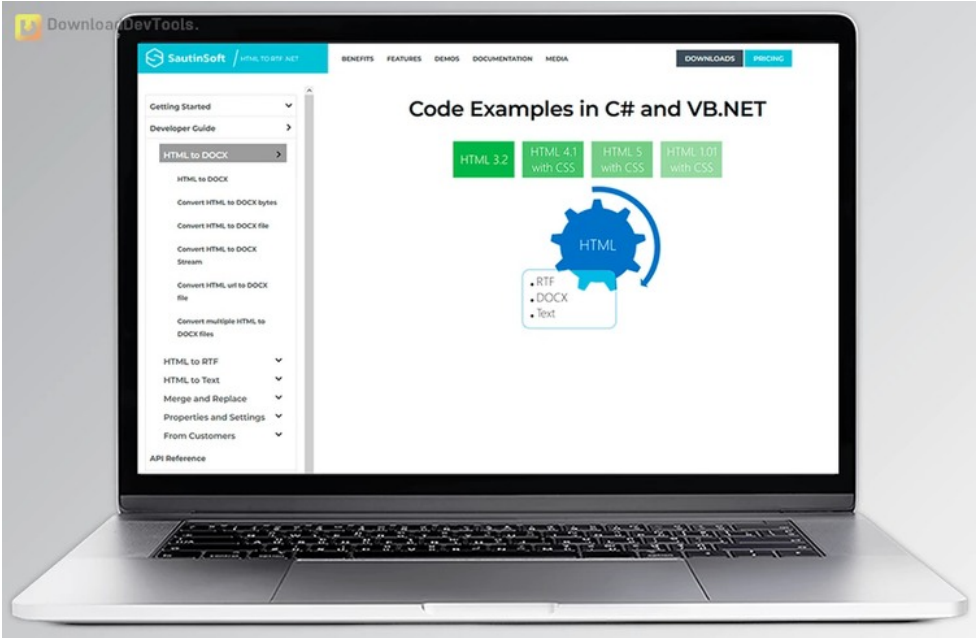 DownloadDevTools.
SautinSoft / HTML TO RTF .NET
BENEFITS FEATURES DEMOS DOCUMENTATION MEDIA
DOWNLOADS PRICING
Getting Started
Developer Guide
HTML to DOCX
HTML to DOCX
Convert HTML to DOCX bytes
Convert HTML to DOCX file
Convert HTML to DOCX
Stream
Convert HTML url to DOCX
file
Convert multiple HTML to
DOCX files
HTML to RTF
HTML to Text
Merge and Replace
Properties and Settings
From Customers
API Reference
Code Examples in C# and VB.NET
HTML 3.2
HTML 4.1
with CSS
HTML 5
with CSS
HTML 1.01
with CSS
HTML
RTF
DOCX
Text